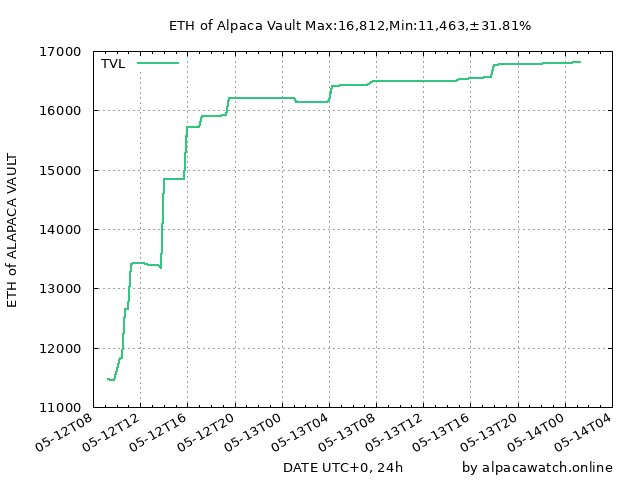 ETH of Alpaca Vault Max:16,812,Min:11,463,±31.81%
TVL
17000
16000
15000
14000
13000
12000
11000
ETH of ALAPACA VAULT
05-12T08
05-12T12
05-12T16
05-12T20
05-13T00
05-13T04
05-13T08
05-13T12
05-13T16
05-13T20
05-14T00
05-14T04
DATE UTC+0, 24h
by alpacawatch.online